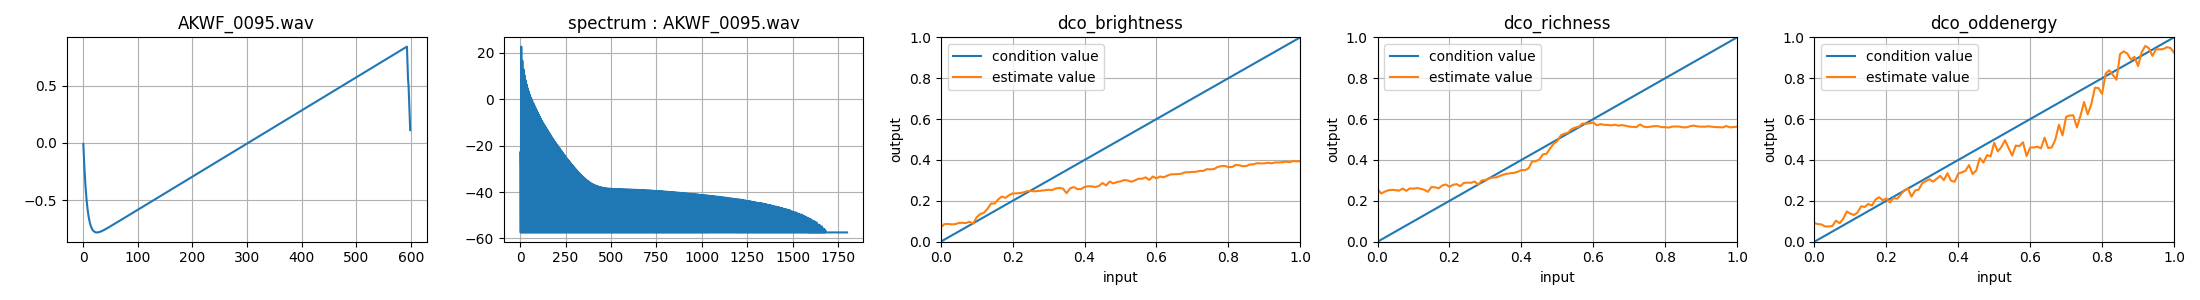 AKWF_0095.wav
0.5
0.0
−0.5
0 100 200 300 400 500 600
spectrum : AKWF_0095.wav
20
0
−20
−40
−60
0 250 500 750 1000 1250 1500 1750
dco_brightness
condition value
estimate value
output
1.0
0.8
0.6
0.4
0.2
0.0
0.0 0.2 0.4 0.6 0.8 1.0
input
dco_richness
condition value
estimate value
output
1.0
0.8
0.6
0.4
0.2
0.0
0.0 0.2 0.4 0.6 0.8 1.0
input
dco_oddenergy
condition value
estimate value
output
1.0
0.8
0.6
0.4
0.2
0.0
0.0 0.2 0.4 0.6 0.8 1.0
input